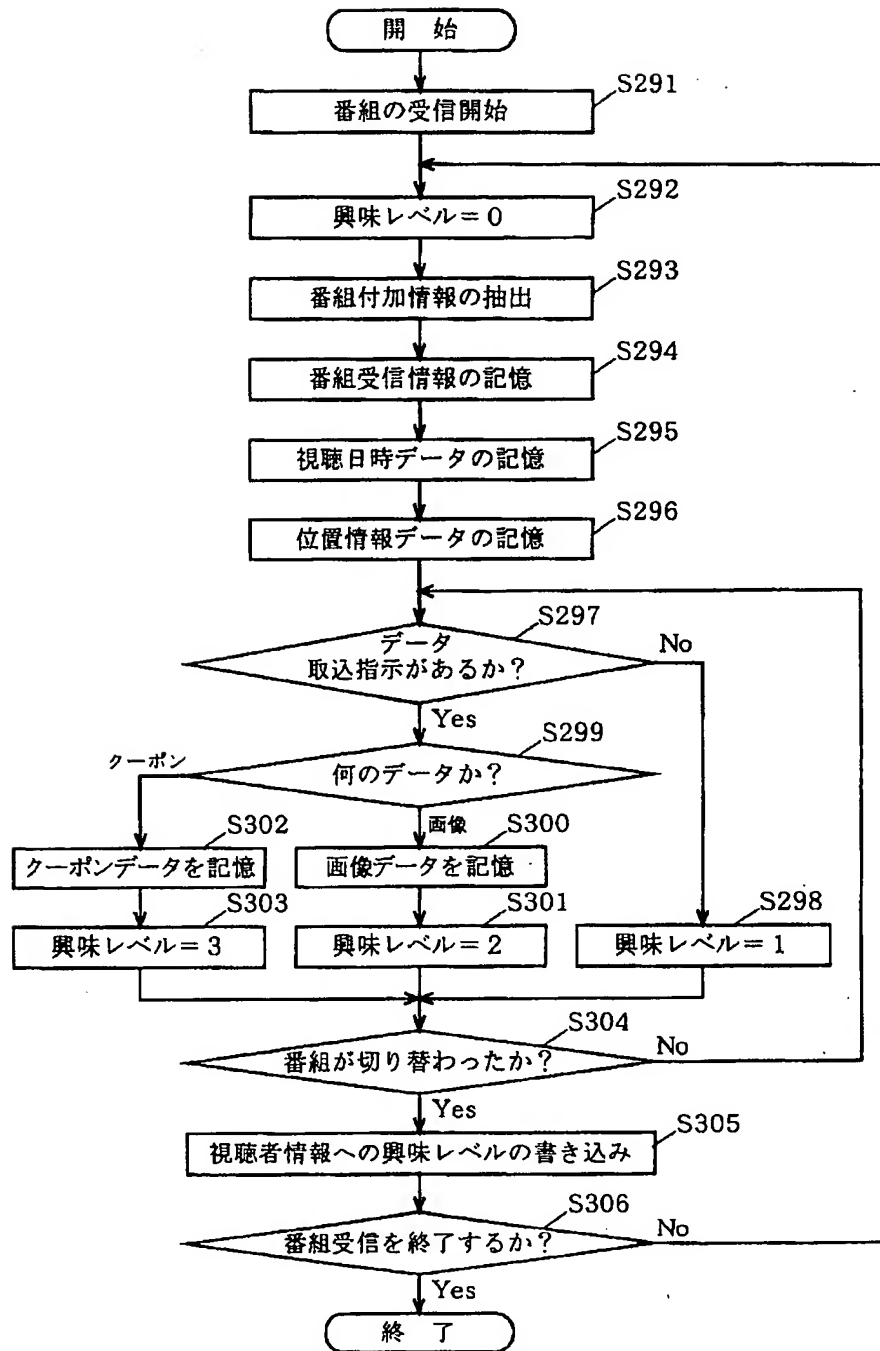 開 始
S291
番組の受信開始
S292
興味レベル=0
S293
番組付加情報の抽出
S294
番組受信情報の記憶
S295
視聴日時データの記憶
S296
位置情報データの記憶
S297
データ
取込指示があるか?
No
Yes
S299
何のデータか?
クーポン
画像
S302
クーポンデータを記憶
S300
画像データを記憶
S303
興味レベル=3
S301
興味レベル=2
S298
興味レベル=1
S304
番組が切り替わったか?
No
Yes
S305
視聴者情報への興味レベルの書き込み
S306
番組受信を終了するか?
No
Yes
終 了